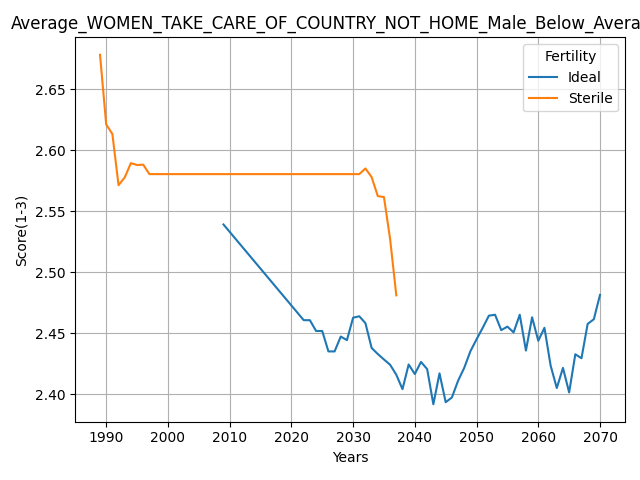 Average_WOMEN_TAKE_CARE_OF_COUNTRY_NOT_HOME_Male_Below_Avera
Fertility
Ideal
Sterile
Score(1-3)
2.65
2.60
2.55
2.50
2.45
2.40
1990 2000 2010 2020 2030 2040 2050 2060 2070
Years